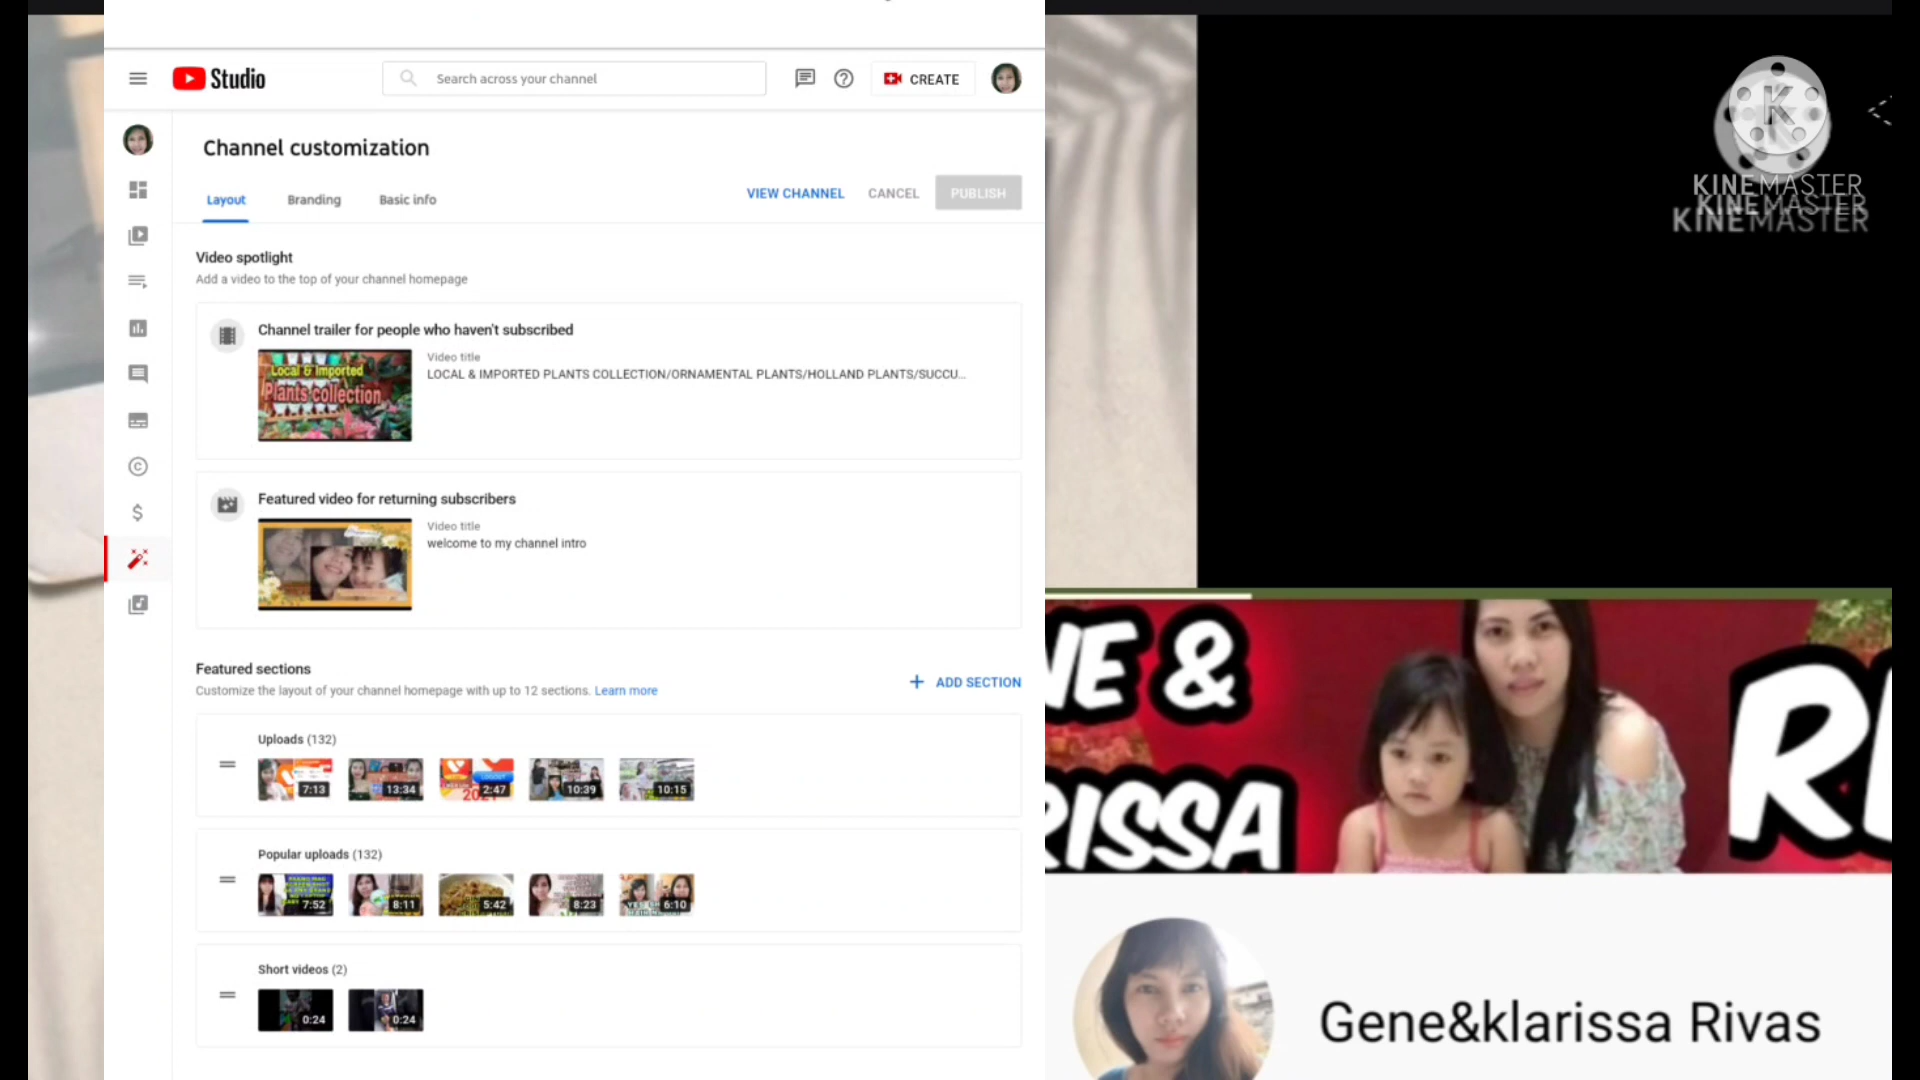 Studio
Search across your channel
CREATE
Channel customization
Layout
Branding
Basic info
VIEW CHANNEL
CANCEL
PUBLISH
Video spotlight
Add a video to the top of your channel homepage
Channel trailer for people who haven't subscribed
Local & Imported
Plants collection
Video title
LOCAL & IMPORTED PLANTS COLLECTION/ORNAMENTAL PLANTS/HOLLAND PLANTS/SUCCU...
Featured video for returning subscribers
Video title
welcome to my channel intro
Featured sections
Customize the layout of your channel homepage with up to 12 sections. Learn more
+ ADD SECTION
Uploads (132)
7:13
13:34
2:47
10:39
10:15
Popular uploads (132)
7:52
8:11
5:42
8:23
6:10
Short videos (2)
0:24
0:24
K
KINEMASTER
KINEMASTER
KINEMASTER
NE &
RISSA
RI
Gene&klarissa Rivas